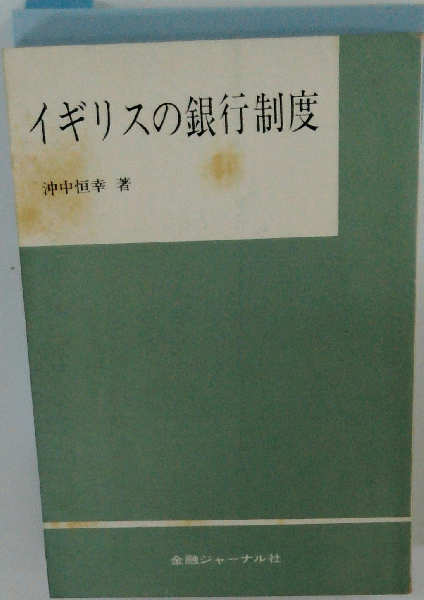 イギリスの銀行制度
沖中恒幸 著
金融ジャーナル社